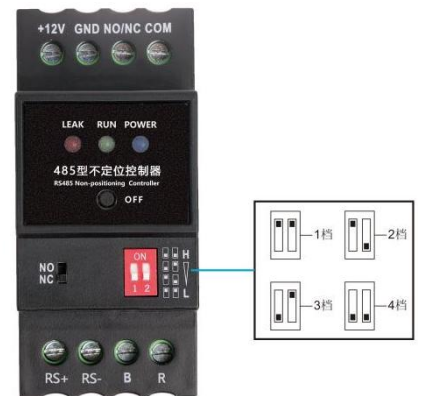 +12V GND NO/NC COM
LEAK RUN POWER
485型不定位控制器
RS485 Non-positioning Controller
OFF
NO
NC
ON
1 2
H
L
1档
2档
3档
4档
RS+ RS- B R